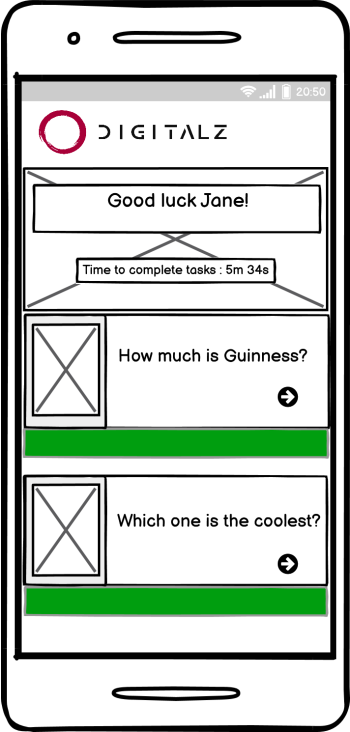 20:50
DIGITALZ
Good luck Jane!
Time to complete tasks : 5m 34s
How much is Guinness?
Which one is the coolest?